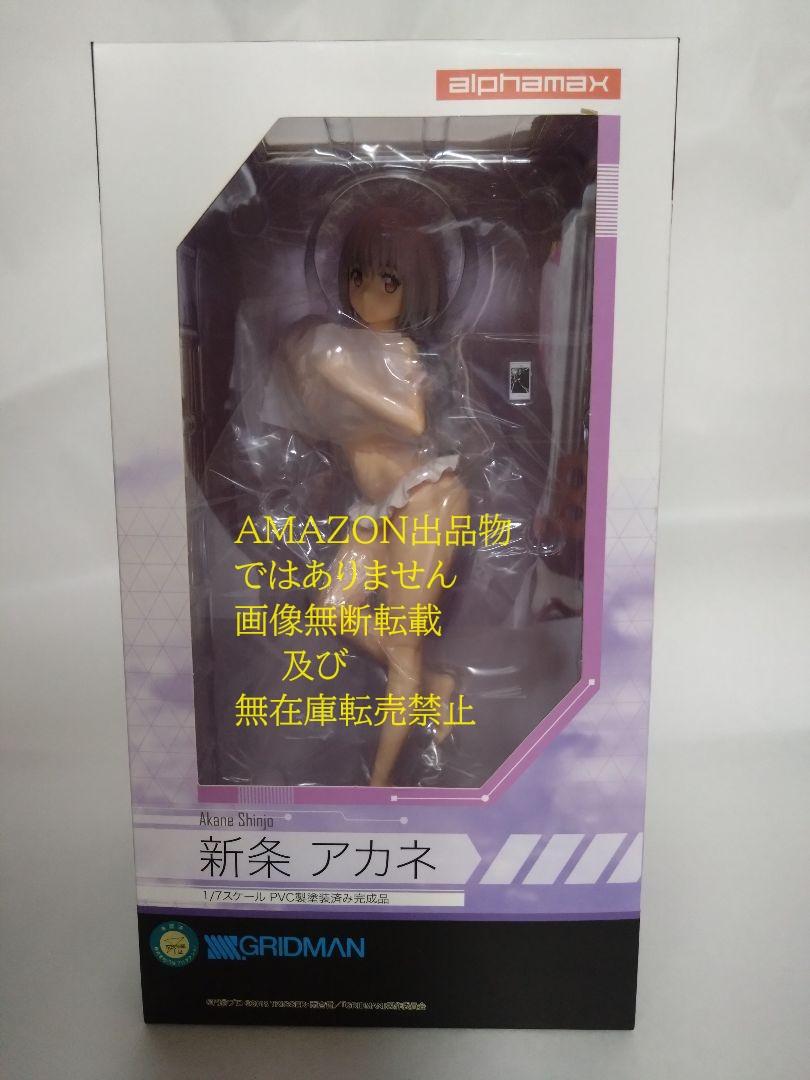 alphamax
AMAZON出品物
ではありません
画像無断転載
及び
無在庫転売禁止
Akane Shinjo
新条 アカネ
1/7スケール PVC製塗装済み完成品
GRIDMAN